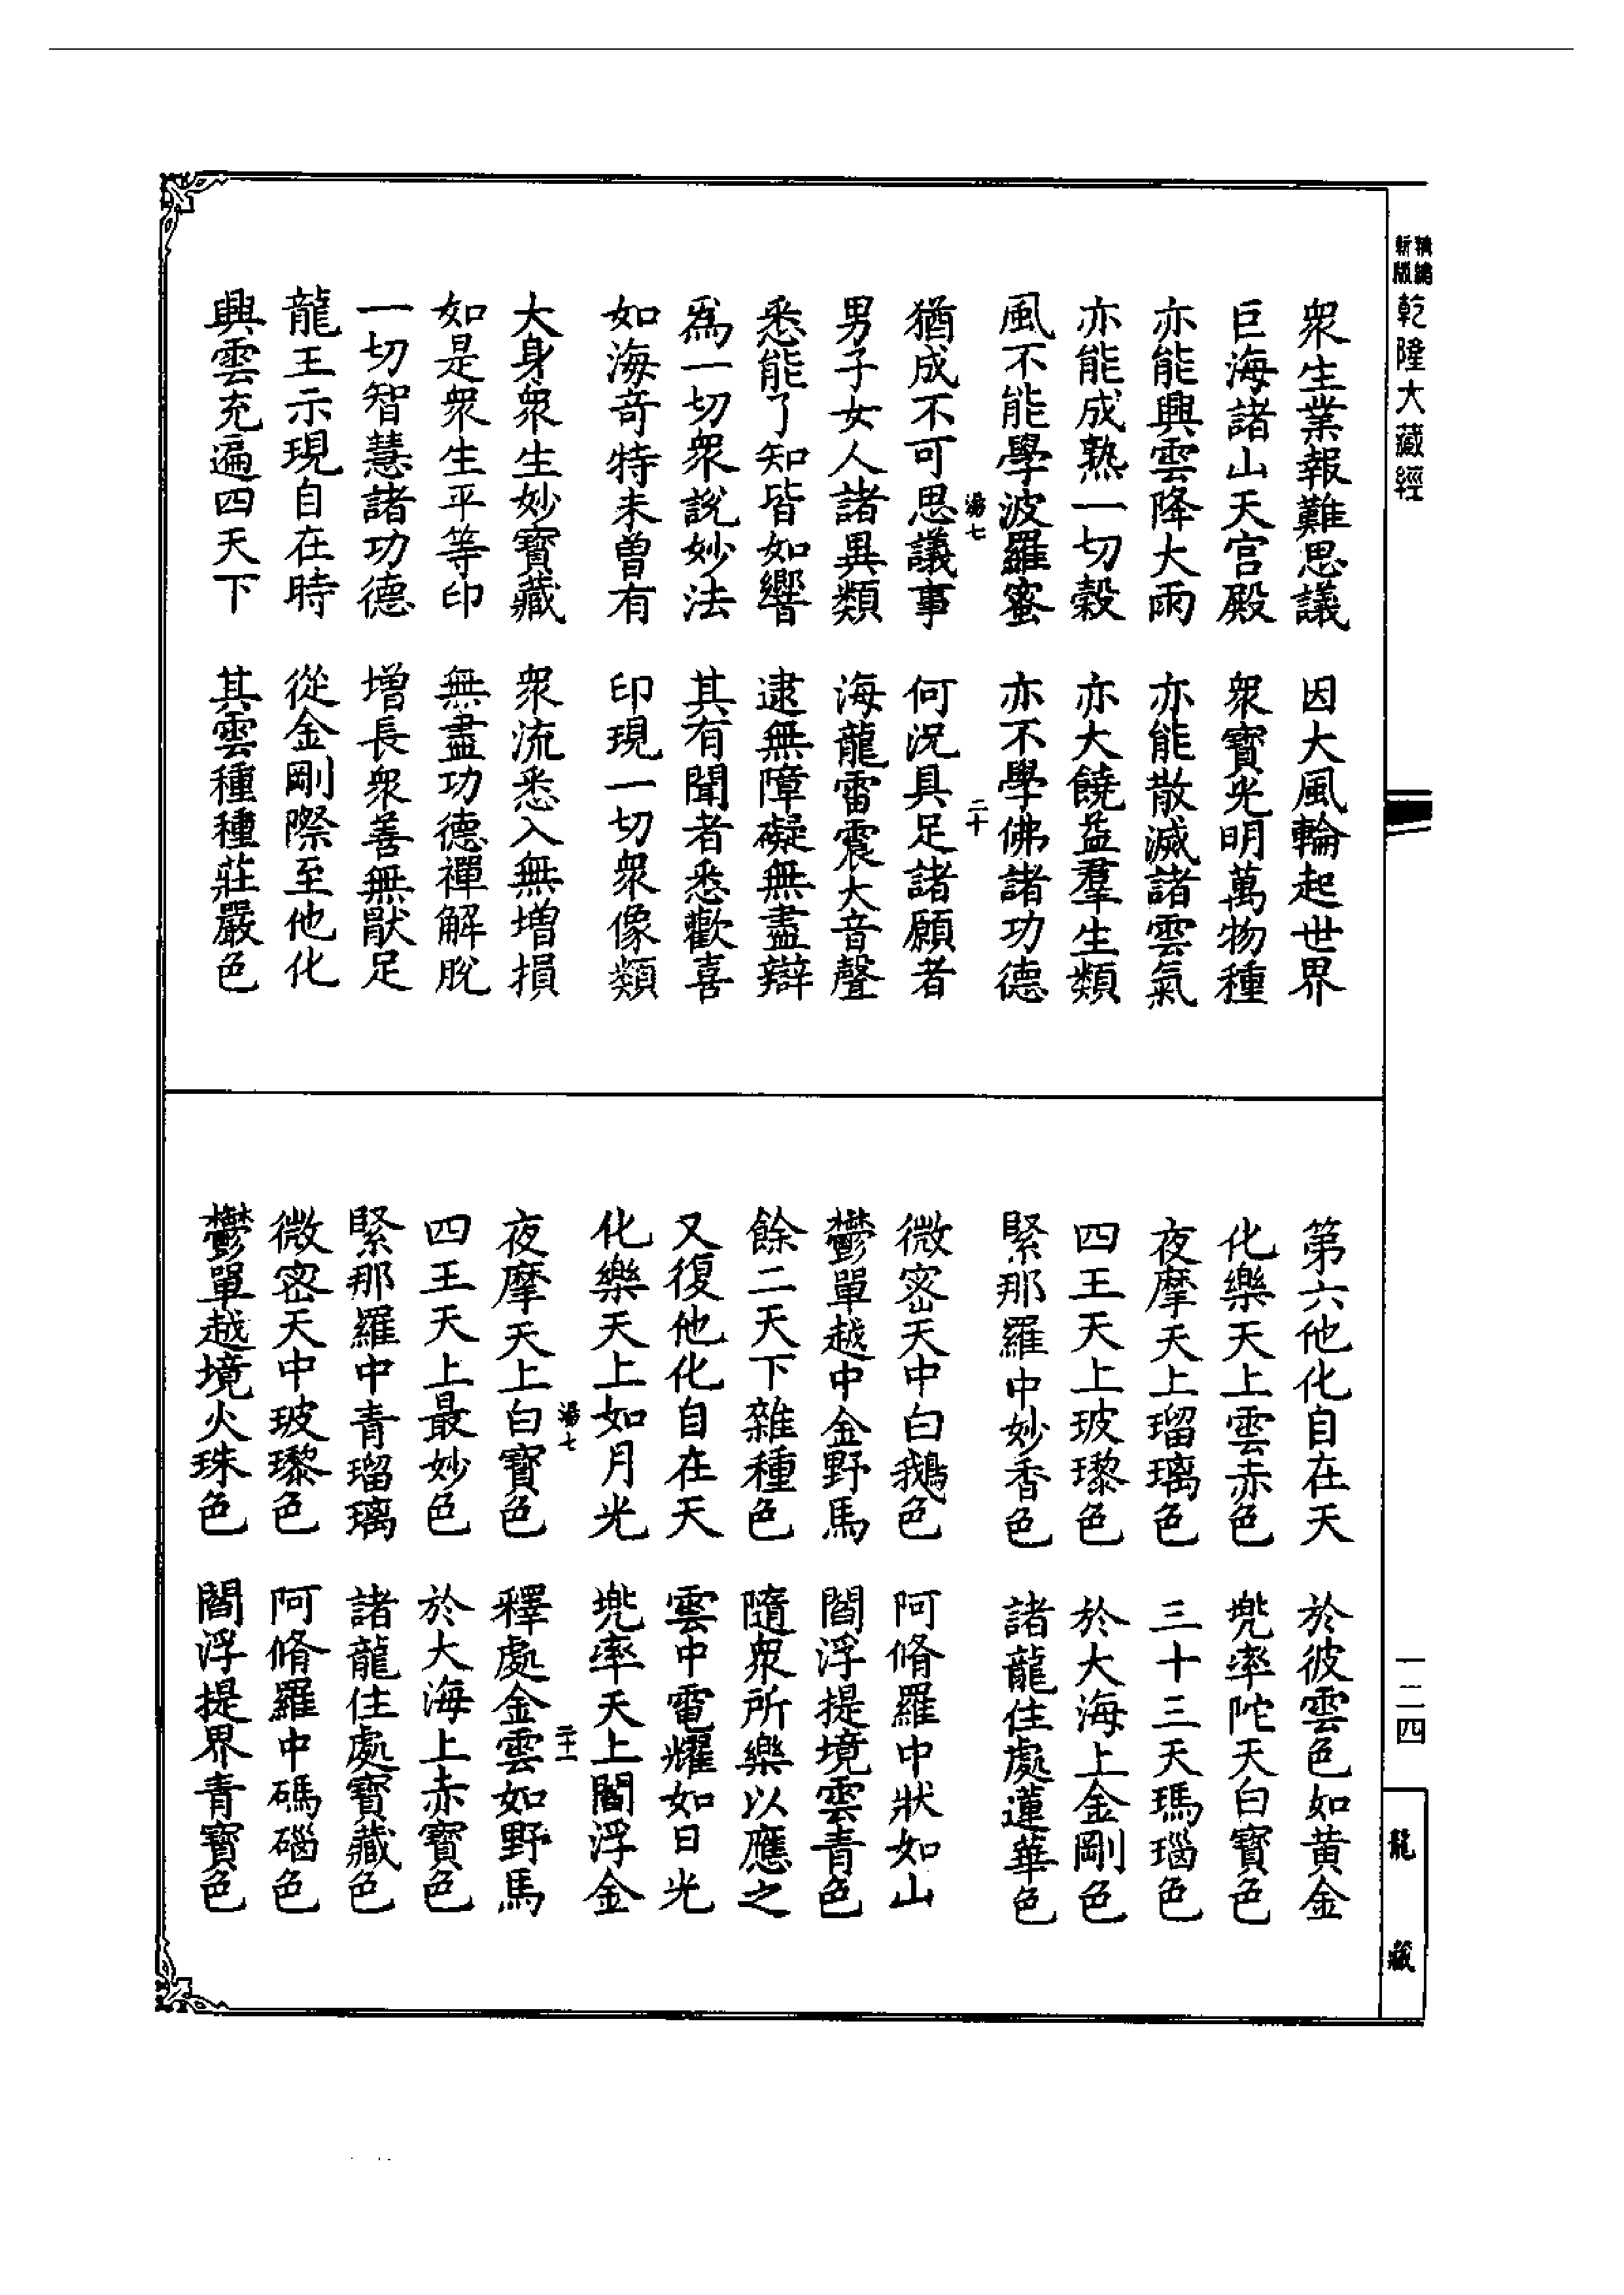 新版精編乾隆大藏經
眾生業報難思議 因大風輪起世界
巨海諸山天宮殿 眾寶光明萬物種
亦能興雲降大雨 亦能散滅諸雲氣
亦能成熟一切穀 亦大饒益羣生類
風不能學波羅蜜 亦不學佛諸功德
湯七 二十
猶成不可思議事 何況具足諸願者
男子女人諸異類 海龍雷震大音聲
悉能了知皆如響 逮無障礙無盡辯
爲一切眾說妙法 其有聞者悉歡喜
如海奇特未曾有 印現一切眾像類
大身眾生妙寶藏 眾流悉入無增損
如是眾生平等印 無盡功德禪解脫
一切智慧諸功德 增長眾善無猒足
龍王示現自在時 從金剛際至他化
興雲充遍四天下 其雲種種莊嚴色
第六他化自在天 於彼雲色如黃金
化樂天上雲赤色 兠率陀天白寶色
夜摩天上瑠璃色 三十三天瑪瑙色
四王天上玻瓈色 於大海上金剛色
緊那羅中妙香色 諸龍住處蓮華色
微密天中白鵝色 阿脩羅中狀如山
鬱單越中金野馬 閻浮提境雲青色
餘二天下雜種色 隨眾所樂以應之
又復他化自在天 雲中電耀如日光
化樂天上如月光 兠率天上閻浮金
湯七 二十一
夜摩天上白寶色 釋處金雲如野馬
四王天上最妙色 於大海上赤寶色
緊那羅中青瑠璃 諸龍住處寶藏色
微密天中玻瓈色 阿脩羅中碼碯色
鬱單越境火珠色 閻浮提界青寶色
一二四
龍藏